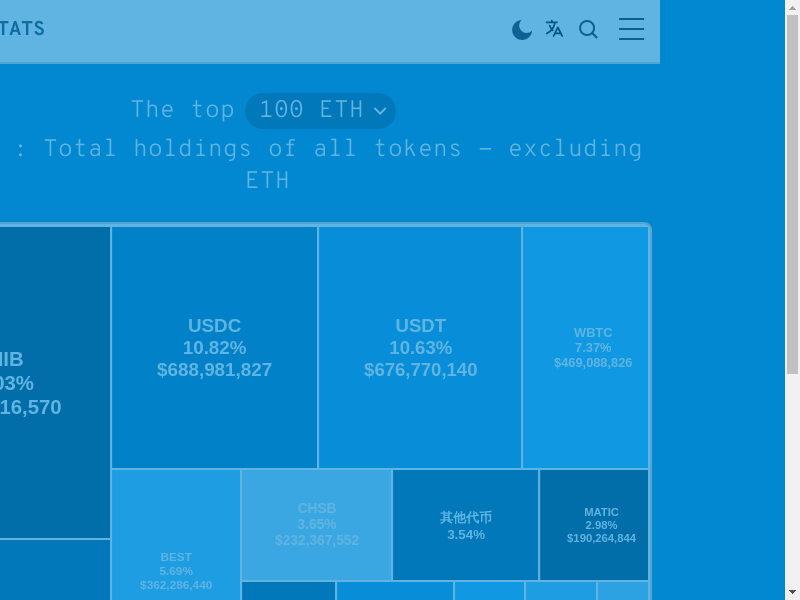 TATS
The top 100 ETH
: Total holdings of all tokens – excluding
ETH
IIB
03%
16,570
USDC
10.82%
$688,981,827
USDT
10.63%
$676,770,140
WBTC
7.37%
$469,088,826
BEST
5.69%
$362,286,440
CHSB
3.65%
$232,367,552
其他代币
3.54%
MATIC
2.98%
$190,264,844